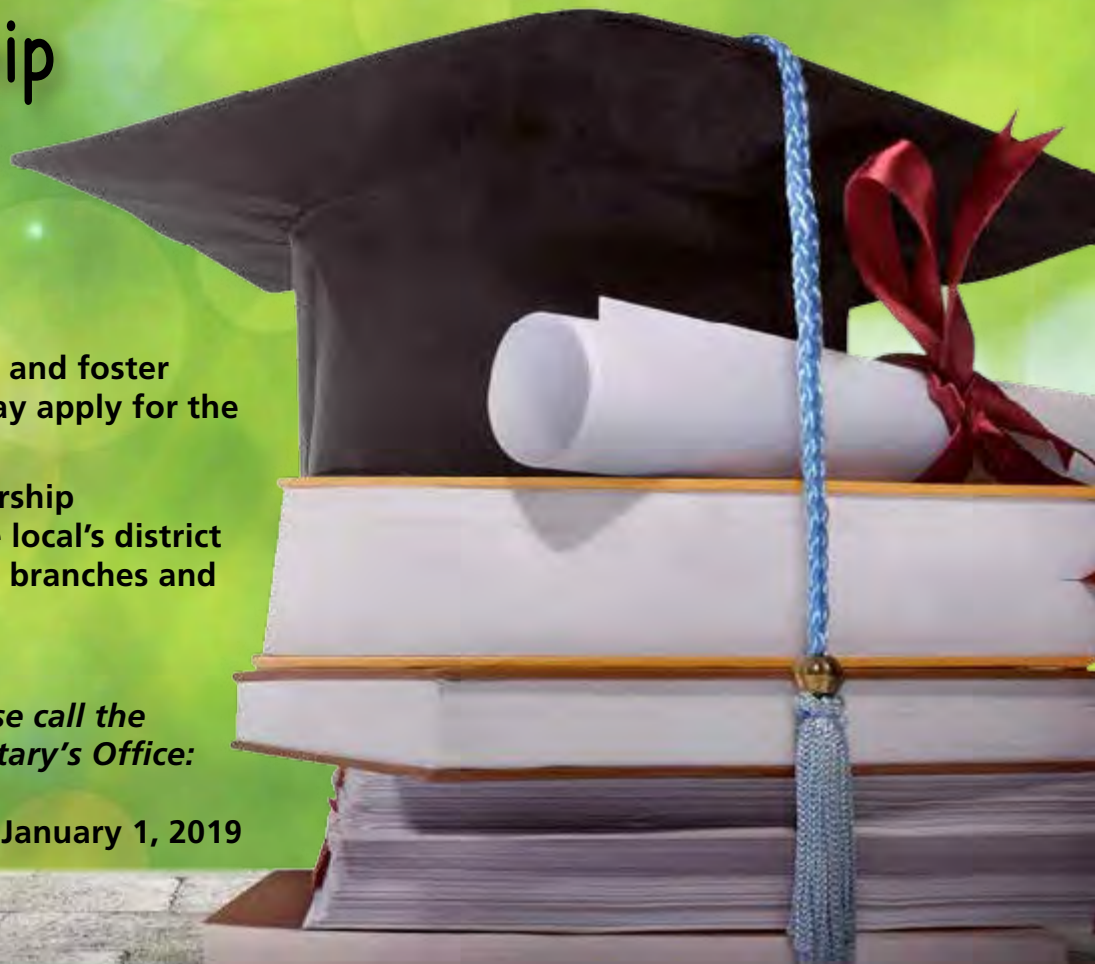 ip
and foster
ay apply for the
rship
local's district
branches and
se call the
tary's Office:
January 1, 2019